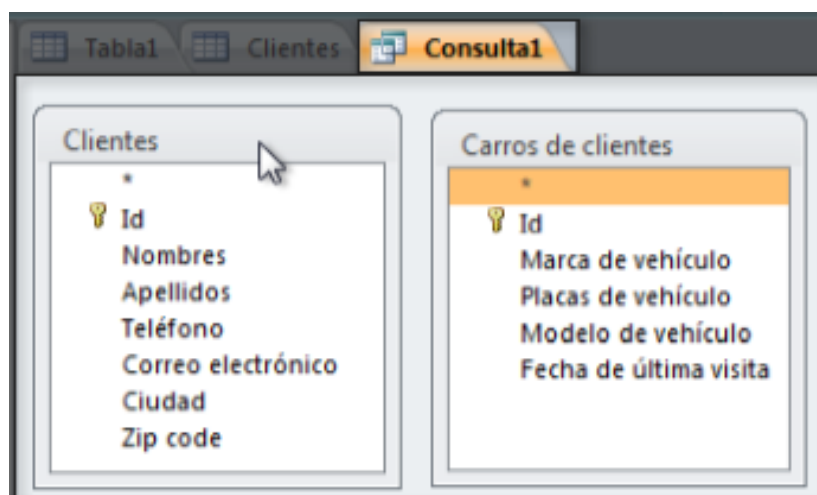 Tabla1 Clientes Consulta1
Clientes
*
Id
Nombres
Apellidos
Teléfono
Correo electrónico
Ciudad
Zip code
Carros de clientes
*
Id
Marca de vehículo
Placas de vehículo
Modelo de vehículo
Fecha de última visita